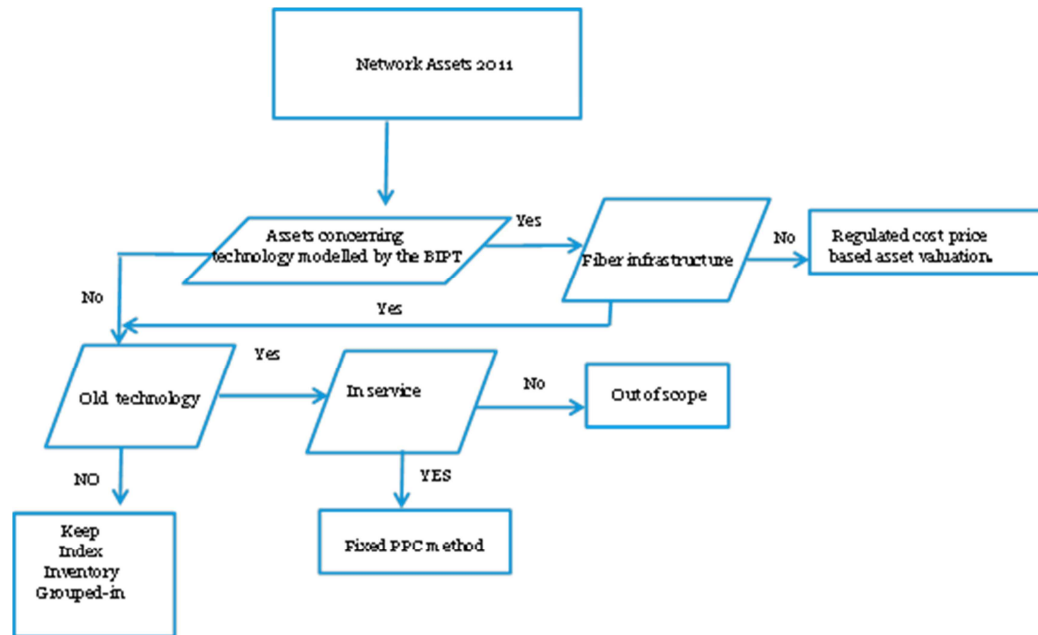 Network Assets 2011
Assets concerning
technology modelled by the BIPT
Yes
Fiber infrastructure
No
Regulated cost price
based asset valuation.
No
Yes
Old technology
Yes
In service
No
Out of scope
NO
YES
Keep
Index
Inventory
Grouped-in
Fixed PPC method